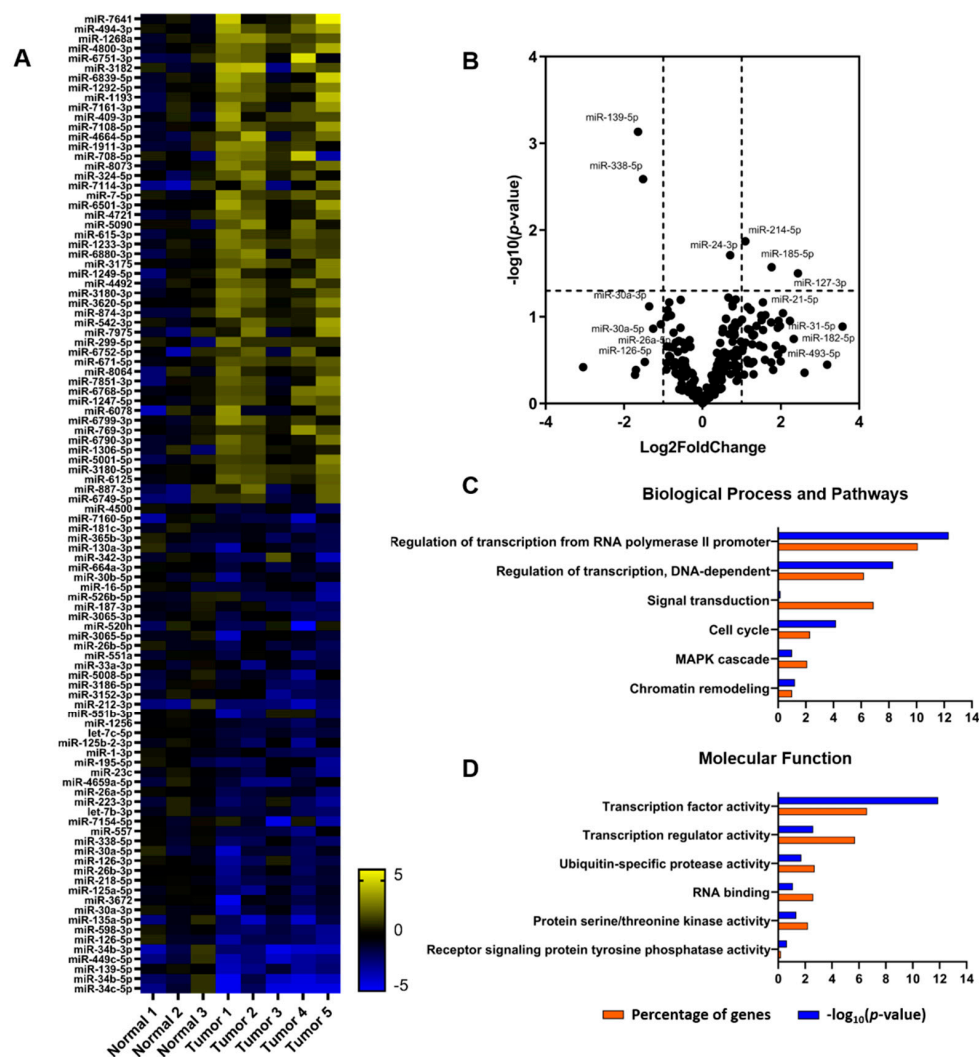 A
miR-7641
miR-494-3p
miR-1268a
miR-4800-3p
miR-6751-3p
miR-3182
miR-6839-5p
miR-1292-5p
miR-1193
miR-7161-3p
miR-409-3p
miR-7108-5p
miR-4664-5p
miR-1911-3p
miR-708-5p
miR-8073
miR-324-5p
miR-7114-3p
miR-7-5p
miR-6501-3p
miR-4721
miR-5090
miR-615-3p
miR-1233-3p
miR-6880-3p
miR-3175
miR-1249-5p
miR-4492
miR-3180-3p
miR-3620-5p
miR-874-3p
miR-542-3p
miR-7975
miR-299-5p
miR-6752-5p
miR-671-5p
miR-8064
miR-7851-3p
miR-6768-5p
miR-1247-5p
miR-6078
miR-6799-3p
miR-769-3p
miR-6790-3p
miR-1306-5p
miR-5001-5p
miR-3180-5p
miR-6125
miR-887-3p
miR-6749-5p
miR-4500
miR-7160-5p
miR-181c-3p
miR-365b-3p
miR-130a-3p
miR-342-3p
miR-664a-3p
miR-30b-5p
miR-16-5p
miR-526b-5p
miR-187-3p
miR-3065-3p
miR-520h
miR-3065-5p
miR-26b-5p
miR-551a
miR-33a-3p
miR-5008-5p
miR-3186-5p
miR-3152-3p
miR-212-3p
miR-551b-3p
miR-1256
let-7c-5p
miR-125b-2-3p
miR-1-3p
miR-195-5p
miR-23c
miR-4659a-5p
miR-26a-5p
miR-223-3p
let-7b-3p
miR-7154-5p
miR-557
miR-338-5p
miR-30a-5p
miR-126-3p
miR-26b-3p
miR-218-5p
miR-125a-5p
miR-3672
miR-30a-3p
miR-135a-5p
miR-598-3p
miR-126-5p
miR-34b-3p
miR-449c-5p
miR-139-5p
miR-34b-5p
miR-34c-5p
Normal 1
Normal 2
Normal 3
Tumor 1
Tumor 2
Tumor 3
Tumor 4
Tumor 5
5
0
-5
B
-log10(p-value)
4
3
2
1
0
miR-139-5p
miR-338-5p
miR-214-5p
miR-24-3p
miR-185-5p
miR-127-3p
miR-30a-3p
miR-21-5p
miR-30a-5p
miR-31-5p
miR-26a-5p
miR-182-5p
miR-126-5p
miR-493-5p
-4 -2 0 2 4
Log2FoldChange
C
Biological Process and Pathways
Regulation of transcription from RNA polymerase II promoter
Regulation of transcription, DNA-dependent
Signal transduction
Cell cycle
MAPK cascade
Chromatin remodeling
0 2 4 6 8 10 12 14
D
Molecular Function
Transcription factor activity
Transcription regulator activity
Ubiquitin-specific protease activity
RNA binding
Protein serine/threonine kinase activity
Receptor signaling protein tyrosine phosphatase activity
0 2 4 6 8 10 12 14
Percentage of genes
-log10(p-value)